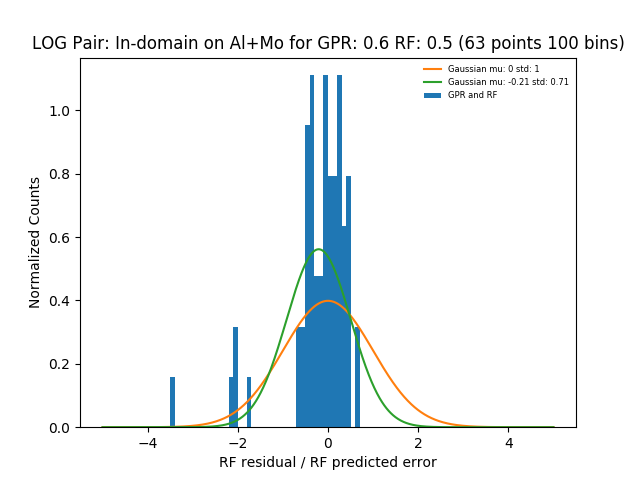 LOG Pair: In-domain on Al+Mo for GPR: 0.6 RF: 0.5 (63 points 100 bins)
Gaussian mu: 0 std: 1
Gaussian mu: -0.21 std: 0.71
GPR and RF
Normalized Counts
1.0
0.8
0.6
0.4
0.2
0.0
−4 −2 0 2 4
RF residual / RF predicted error